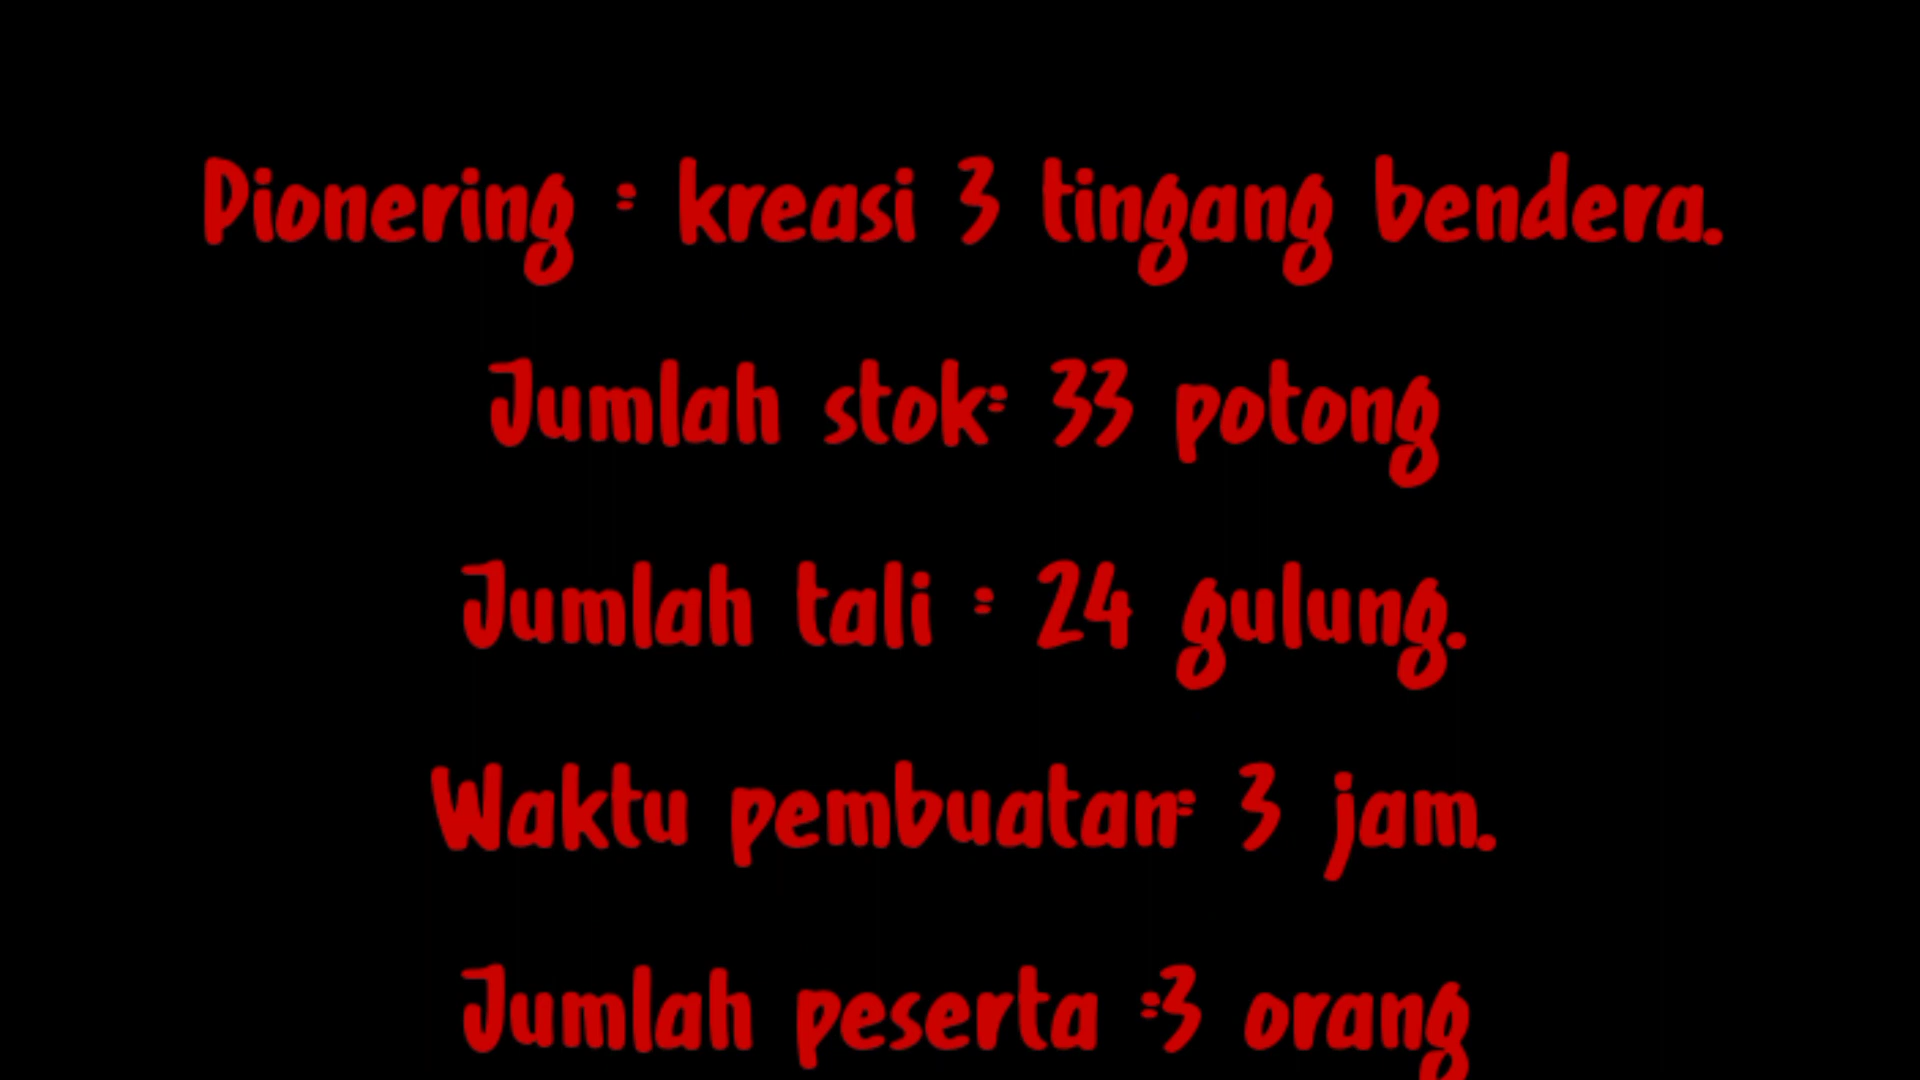 Pionering : kreasi 3 tingang bendera.
Jumlah stok: 33 potong
Jumlah tali : 24 gulung.
Waktu pembuatan: 3 jam.
Jumlah peserta :3 orang